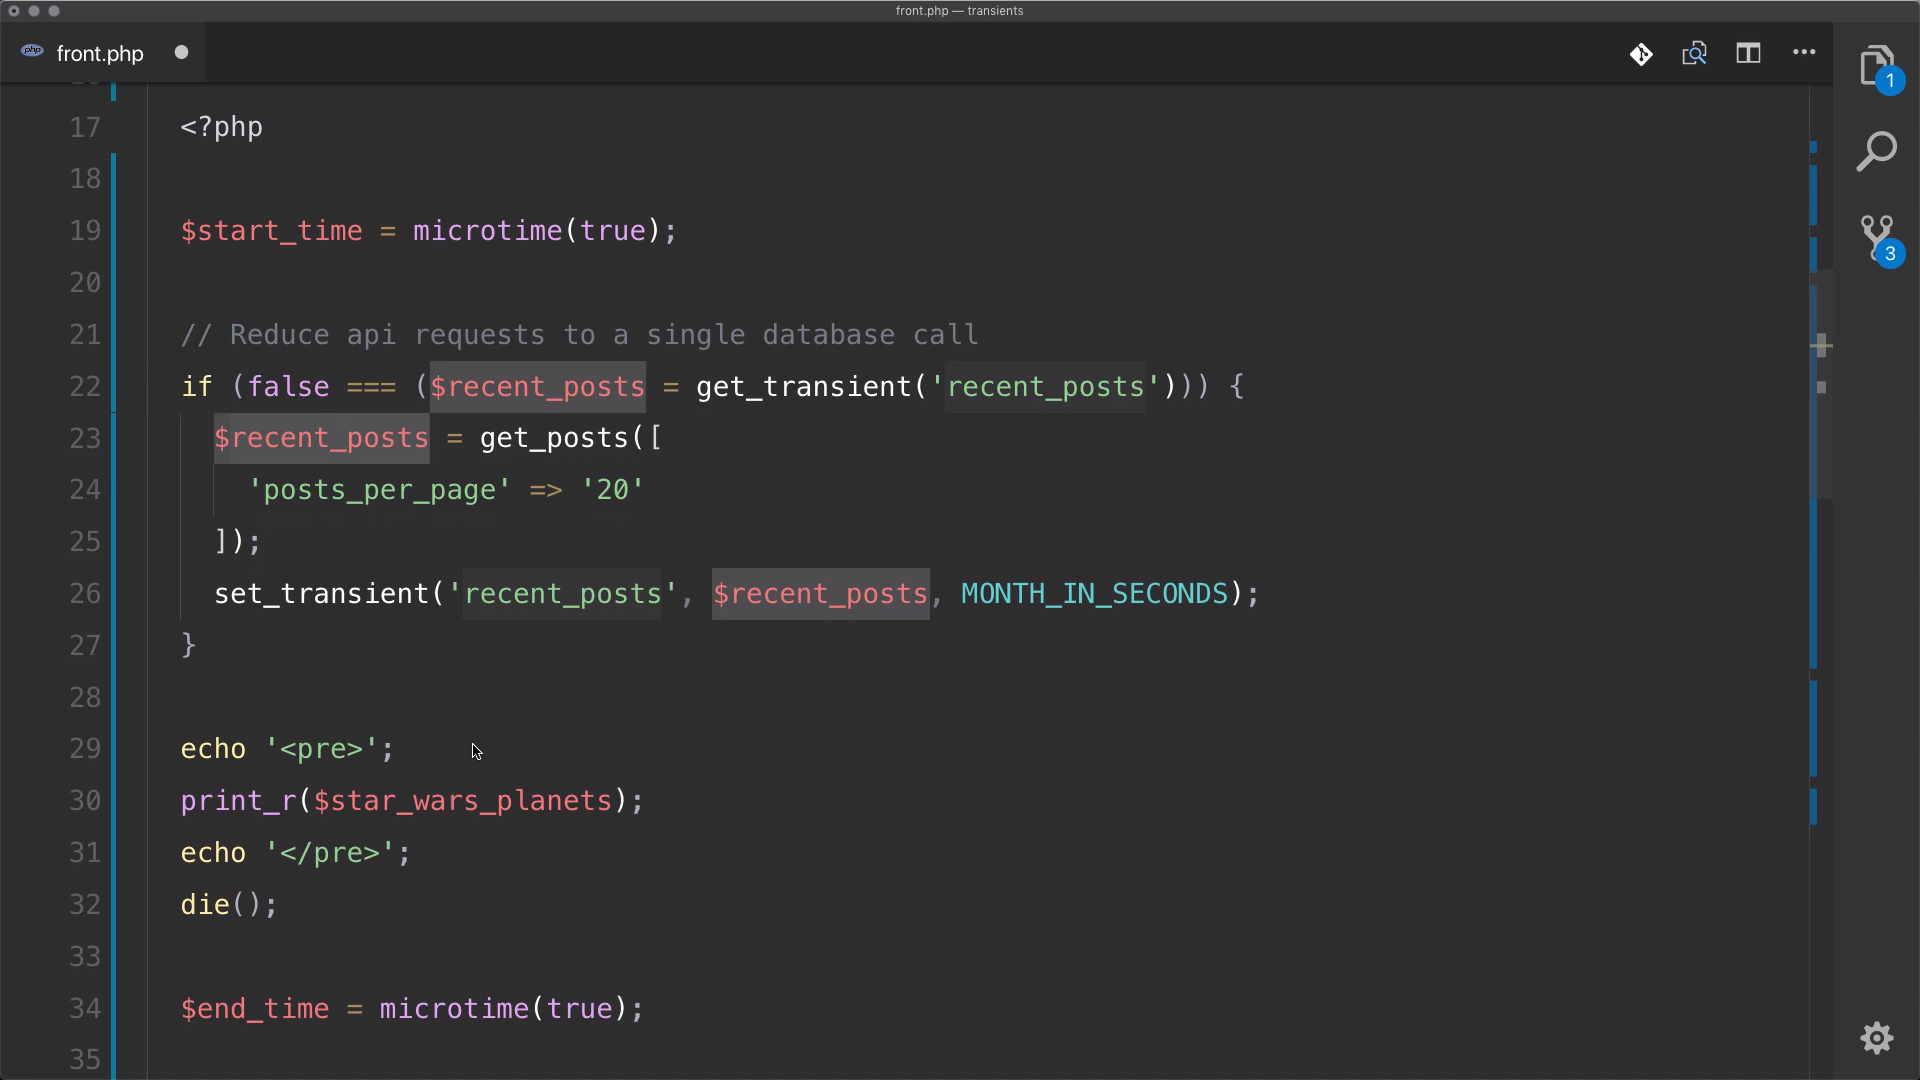 front.php — transients
php front.php
1
17 <?php
18
19 $start_time = microtime(true);
20
21 // Reduce api requests to a single database call
22 if (false === ($recent_posts = get_transient('recent_posts'))) {
23 $recent_posts = get_posts([
24 'posts_per_page' => '20'
25 ]);
26 set_transient('recent_posts', $recent_posts, MONTH_IN_SECONDS);
27 }
28
29 echo '<pre>';
30 print_r($star_wars_planets);
31 echo '</pre>';
32 die();
33
34 $end_time = microtime(true);
35
3